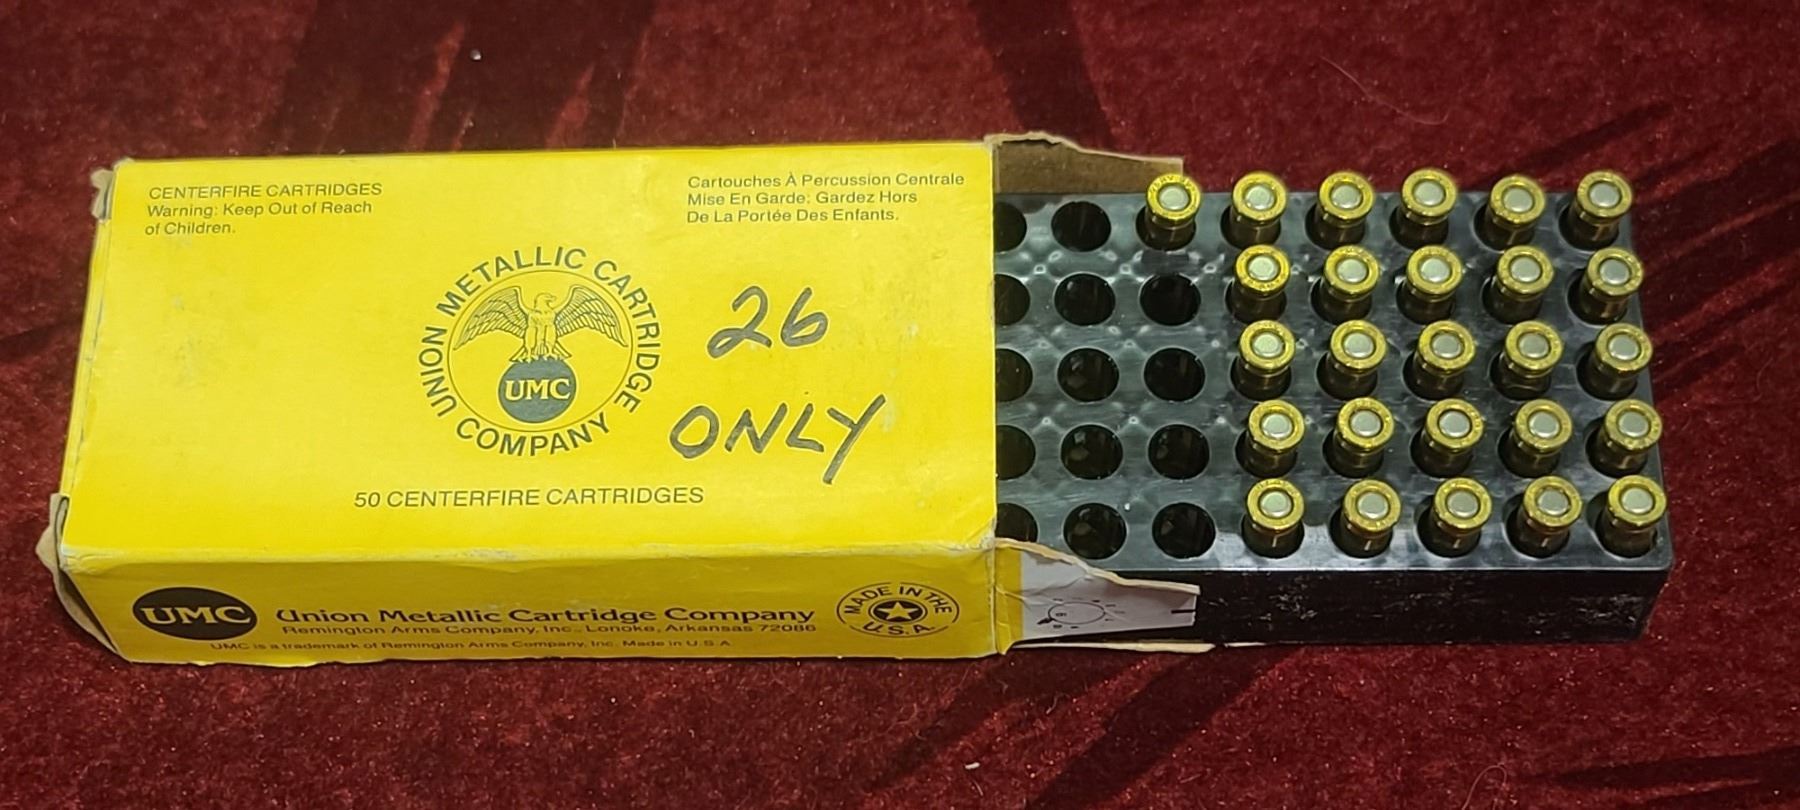 CENTERFIRE CARTRIDGES
Warning: Keep Out of Reach
of Children.
Cartouches À Percussion Centrale
Mise En Garde: Gardez Hors
De La Portée Des Enfants.
UNION METALLIC CARTRIDGE COMPANY
UMC
26
ONLY
50 CENTERFIRE CARTRIDGES
UMC
Union Metallic Cartridge Company
Remington Arms Company, Inc., Lonoke, Arkansas 72086
UMC is a trademark of Remington Arms Company, Inc. Made in U.S.A.
MADE IN THE
U.S.A.